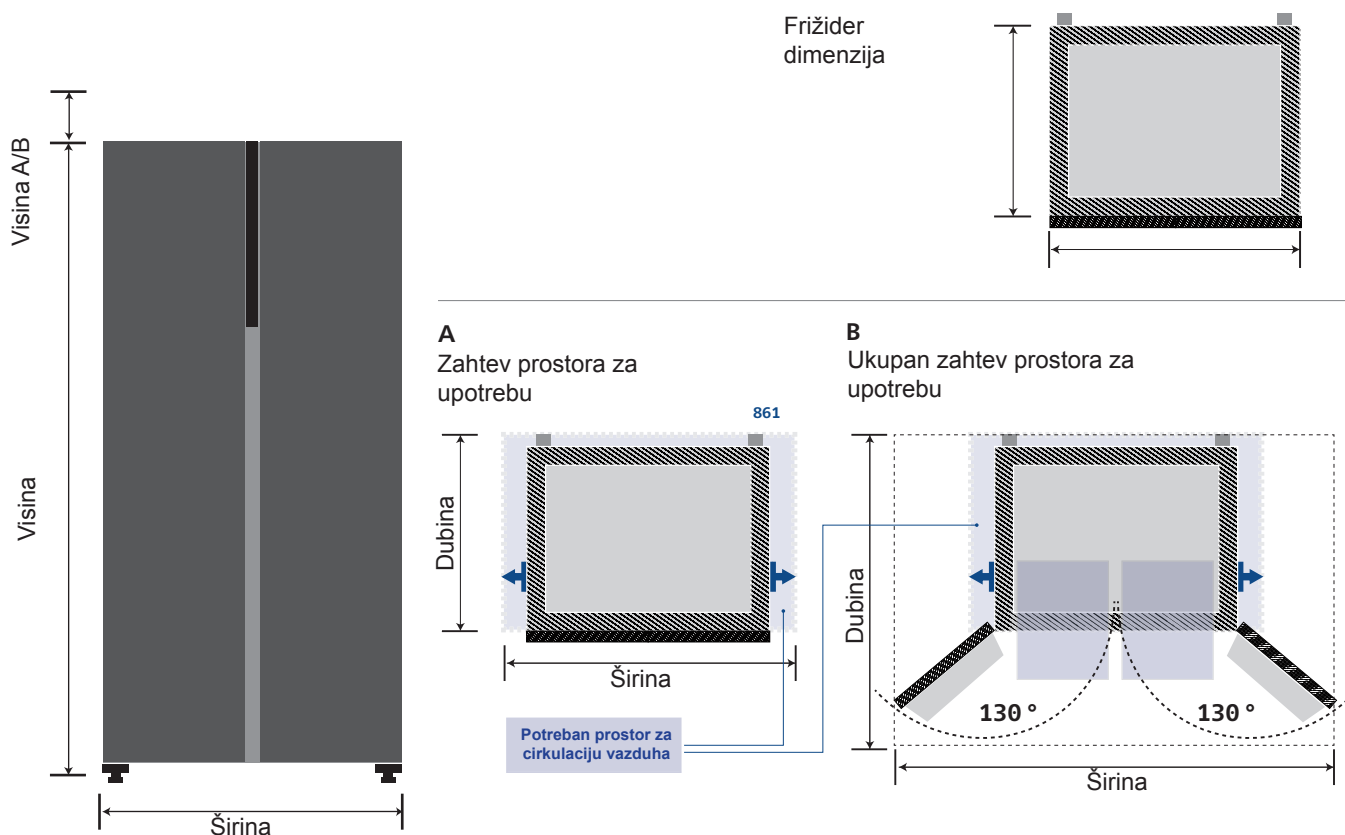 Frižider
dimenzija
Visina A/B
Visina
Širina
A
Zahtev prostora za
upotrebu
861
Dubina
Širina
Potreban prostor za
cirkulaciju vazduha
B
Ukupan zahtev prostora za
upotrebu
Dubina
130°
130°
Širina